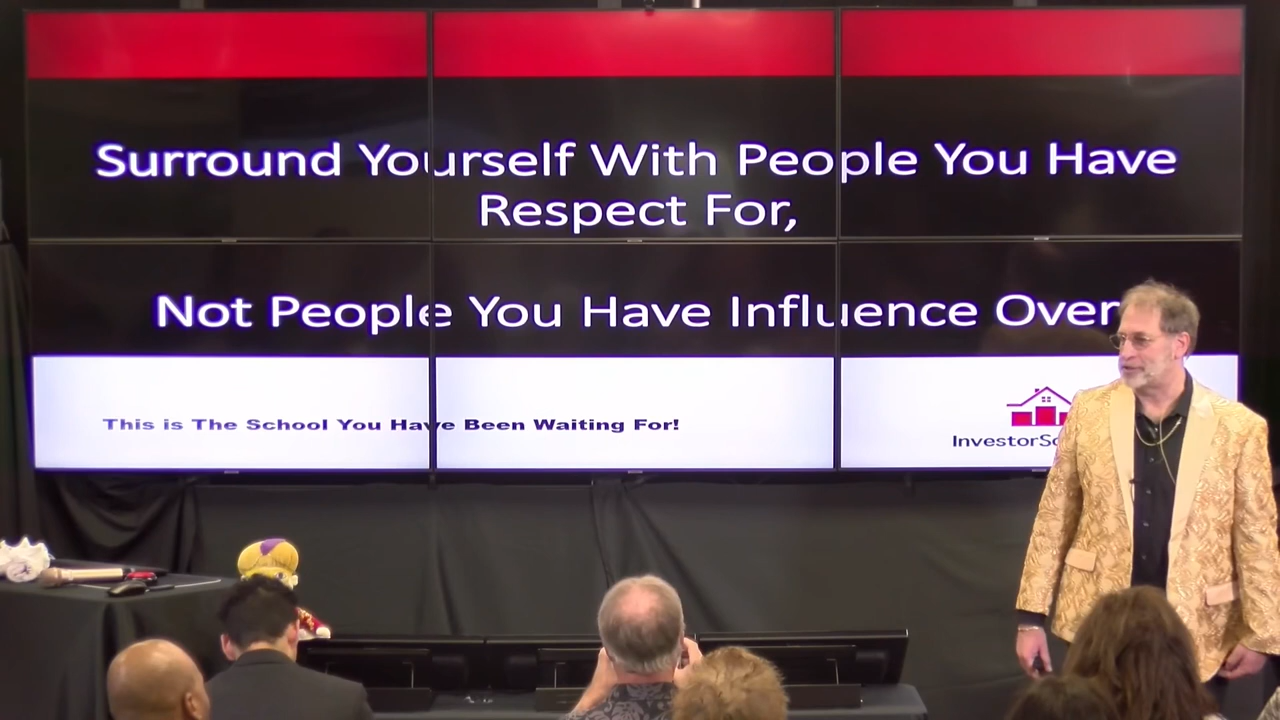 Surround Yourself With People You Have
Respect For,
Not People You Have Influence Over
This is The School You Have Been Waiting For!